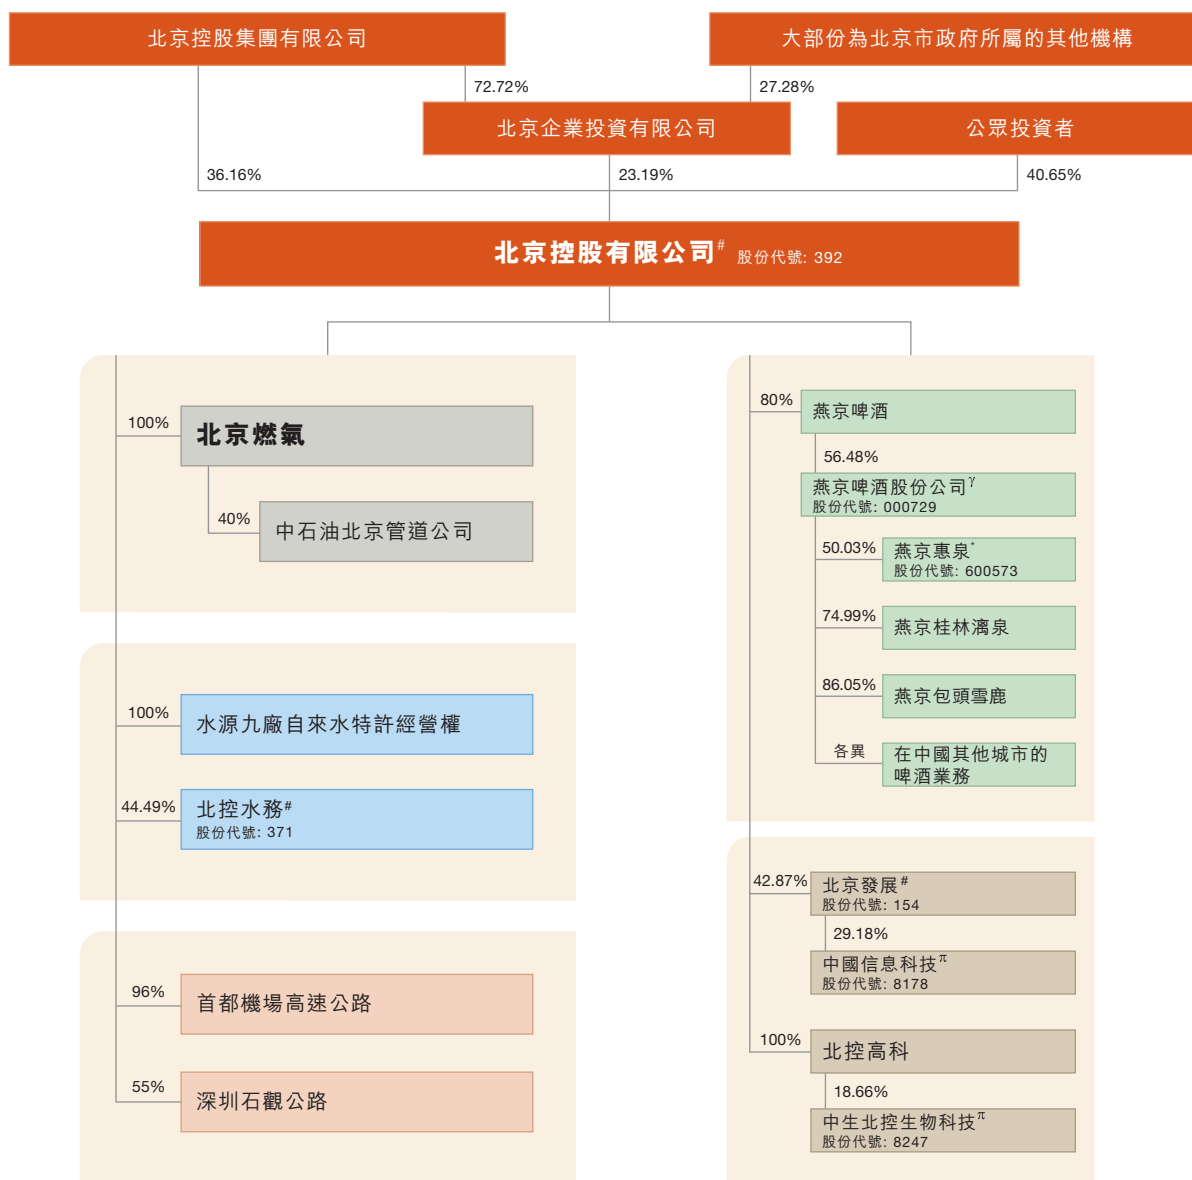 北京控股集團有限公司
大部份為北京市政府所屬的其他機構
72.72%
27.28%
北京企業投資有限公司
公眾投資者
36.16%
23.19%
40.65%
北京控股有限公司# 股份代號: 392
100%
北京燃氣
40%
中石油北京管道公司
100%
水源九廠自來水特許經營權
44.49%
北控水務#
股份代號: 371
96%
首都機場高速公路
55%
深圳石觀公路
80%
燕京啤酒
56.48%
燕京啤酒股份公司γ
股份代號: 000729
50.03%
燕京惠泉*
股份代號: 600573
74.99%
燕京桂林漓泉
86.05%
燕京包頭雪鹿
各異
在中國其他城市的
啤酒業務
42.87%
北京發展#
股份代號: 154
29.18%
中國信息科技π
股份代號: 8178
100%
北控高科
18.66%
中生北控生物科技π
股份代號: 8247